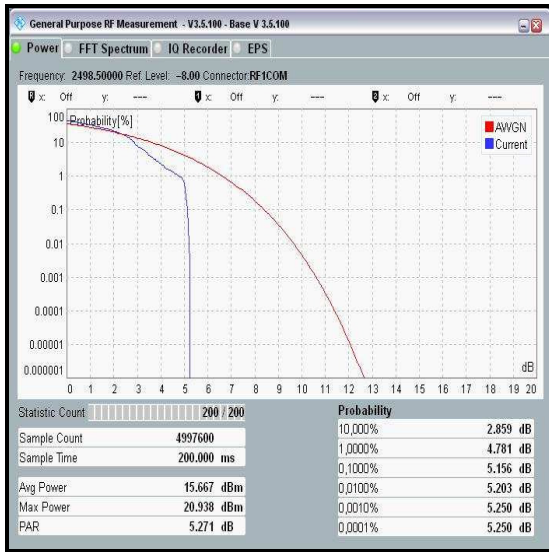 General Purpose RF Measurement - V3.5.100 - Base V 3.5.100
Power FFT Spectrum IQ Recorder EPS
Frequency: 2498.50000 Ref. Level: -8.00 Connector: RF1COM
R x: Off y: --- 1 x: Off y: --- 2 x: Off y: ---
Probability[%]
AWGN
Current
100
10
1
0.1
0.01
0.001
0.0001
0.00001
0.000001
dB
0 1 2 3 4 5 6 7 8 9 10 11 12 13 14 15 16 17 18 19 20
Statistic Count 200 / 200
Sample Count 4997600
Sample Time 200.000 ms
Avg Power 15.667 dBm
Max Power 20.938 dBm
PAR 5.271 dB
Probability
10,000% 2.859 dB
1,0000% 4.781 dB
0,1000% 5.156 dB
0,0100% 5.203 dB
0,0010% 5.250 dB
0,0001% 5.250 dB